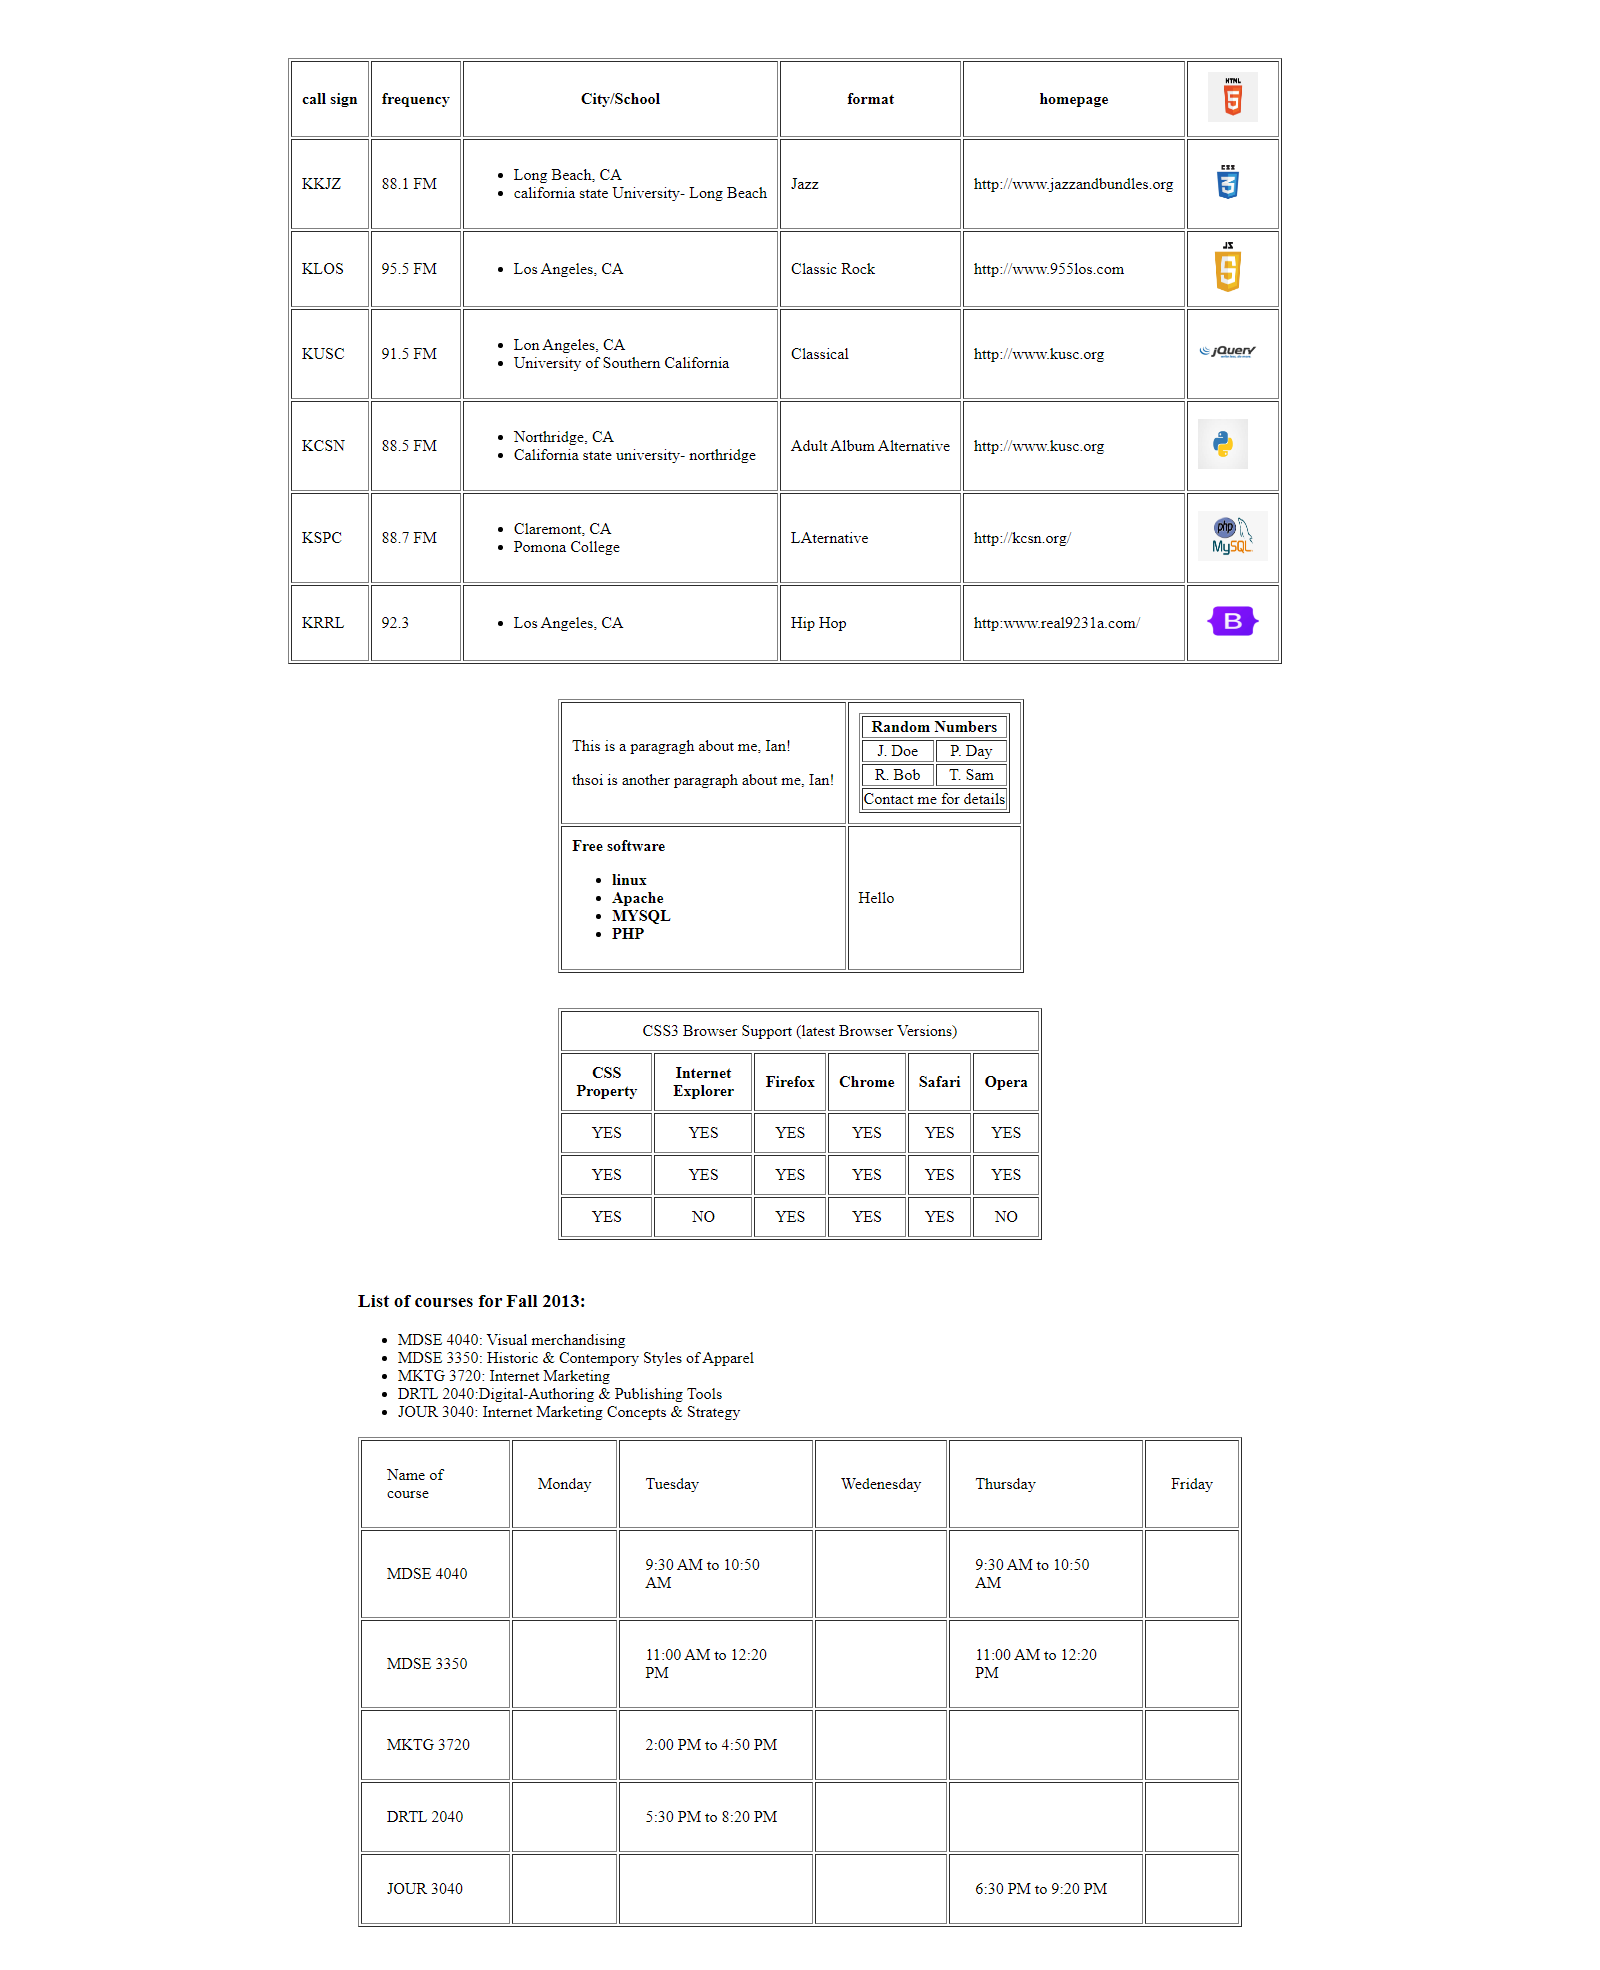 call sign frequency City/School format homepage HTML 5
KKJZ 88.1 FM Long Beach, CA Jazz http://www.jazzandbundles.org CSS 3
california state University- Long Beach
KLOS 95.5 FM Los Angeles, CA Classic Rock http://www.955los.com JS
KUSC 91.5 FM Lon Angeles, CA Classical http://www.kusc.org jQuery
University of Southern California
KCSN 88.5 FM Northridge, CA Adult Album Alternative http://www.kusc.org
California state university- northridge
KSPC 88.7 FM Claremont, CA LAternative http://kcsn.org/ php MySQL
Pomona College
KRRL 92.3 Los Angeles, CA Hip Hop http:www.real9231a.com/ B
This is a paragragh about me, Ian!
thsoi is another paragraph about me, Ian!
Random Numbers
J. Doe P. Day
R. Bob T. Sam
Contact me for details
Free software
linux
Apache
MYSQL
PHP
Hello
CSS3 Browser Support (latest Browser Versions)
CSS Property Internet Explorer Firefox Chrome Safari Opera
YES YES YES YES YES YES
YES YES YES YES YES YES
YES NO YES YES YES NO
List of courses for Fall 2013:
MDSE 4040: Visual merchandising
MDSE 3350: Historic & Contempory Styles of Apparel
MKTG 3720: Internet Marketing
DRTL 2040:Digital-Authoring & Publishing Tools
JOUR 3040: Internet Marketing Concepts & Strategy
Name of course Monday Tuesday Wedenesday Thursday Friday
MDSE 4040 9:30 AM to 10:50 AM 9:30 AM to 10:50 AM
MDSE 3350 11:00 AM to 12:20 PM 11:00 AM to 12:20 PM
MKTG 3720 2:00 PM to 4:50 PM
DRTL 2040 5:30 PM to 8:20 PM
JOUR 3040 6:30 PM to 9:20 PM